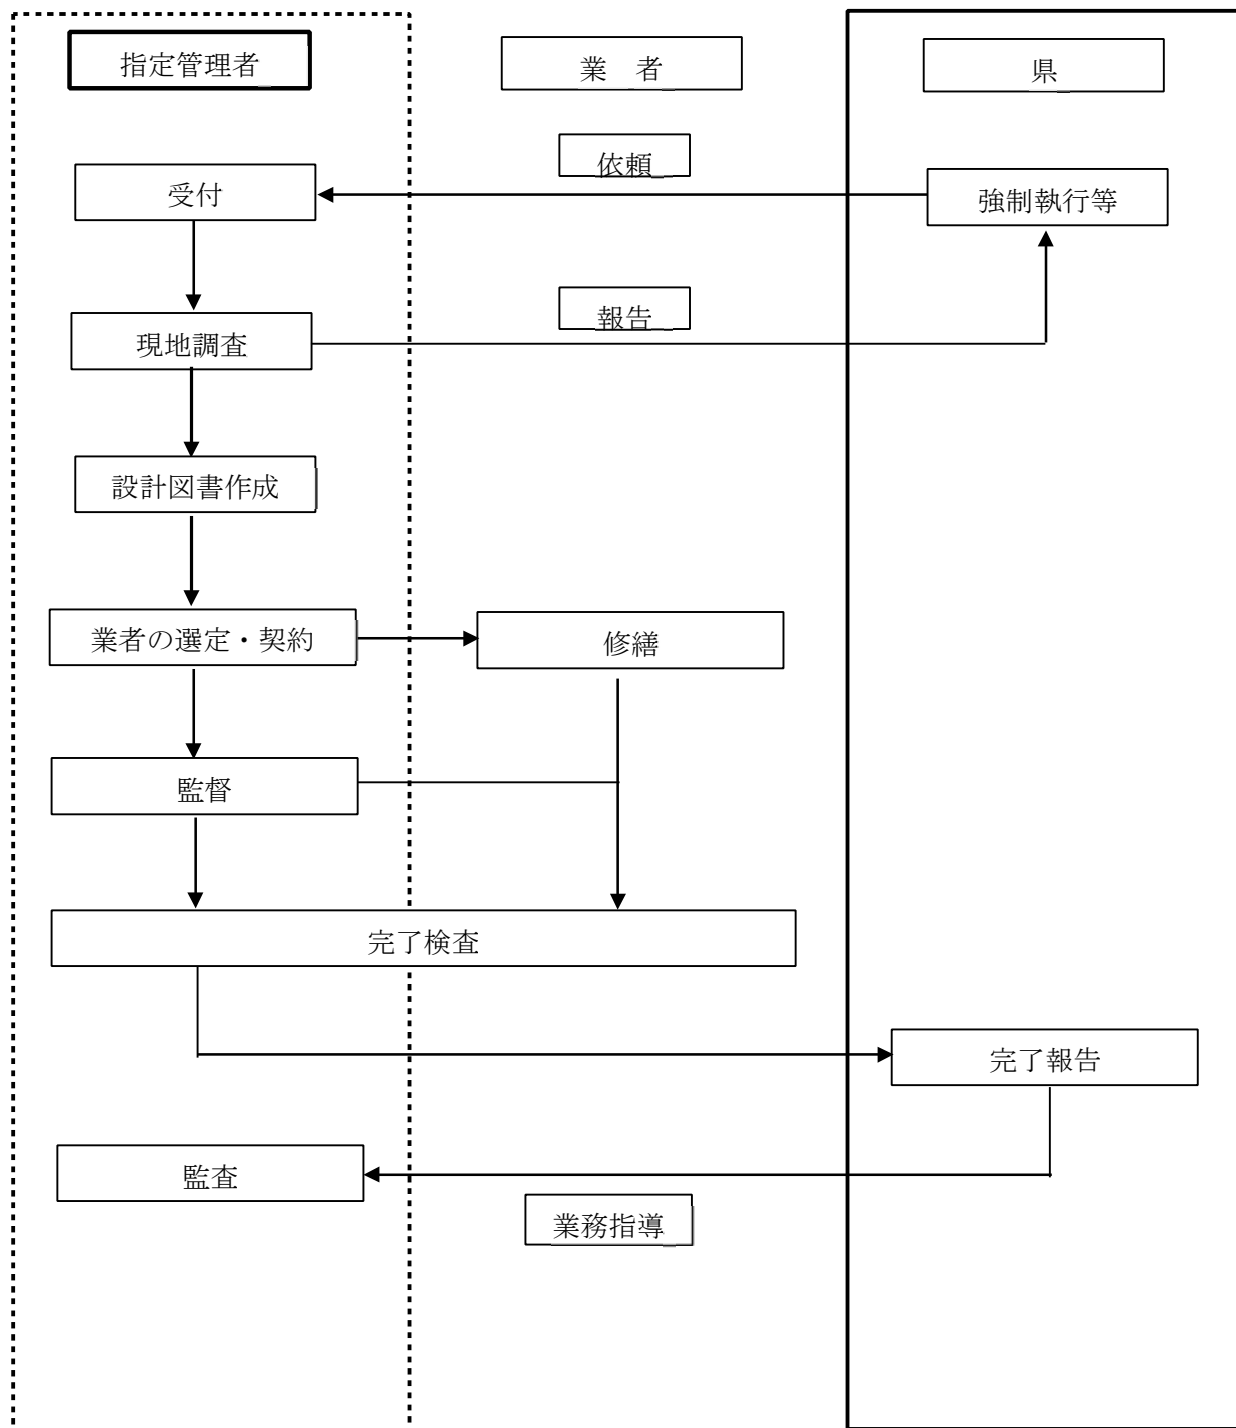 指定管理者
業　者
県
依頼
受付
強制執行等
報告
現地調査
設計図書作成
業者の選定・契約
修繕
監督
完了検査
完了報告
監査
業務指導